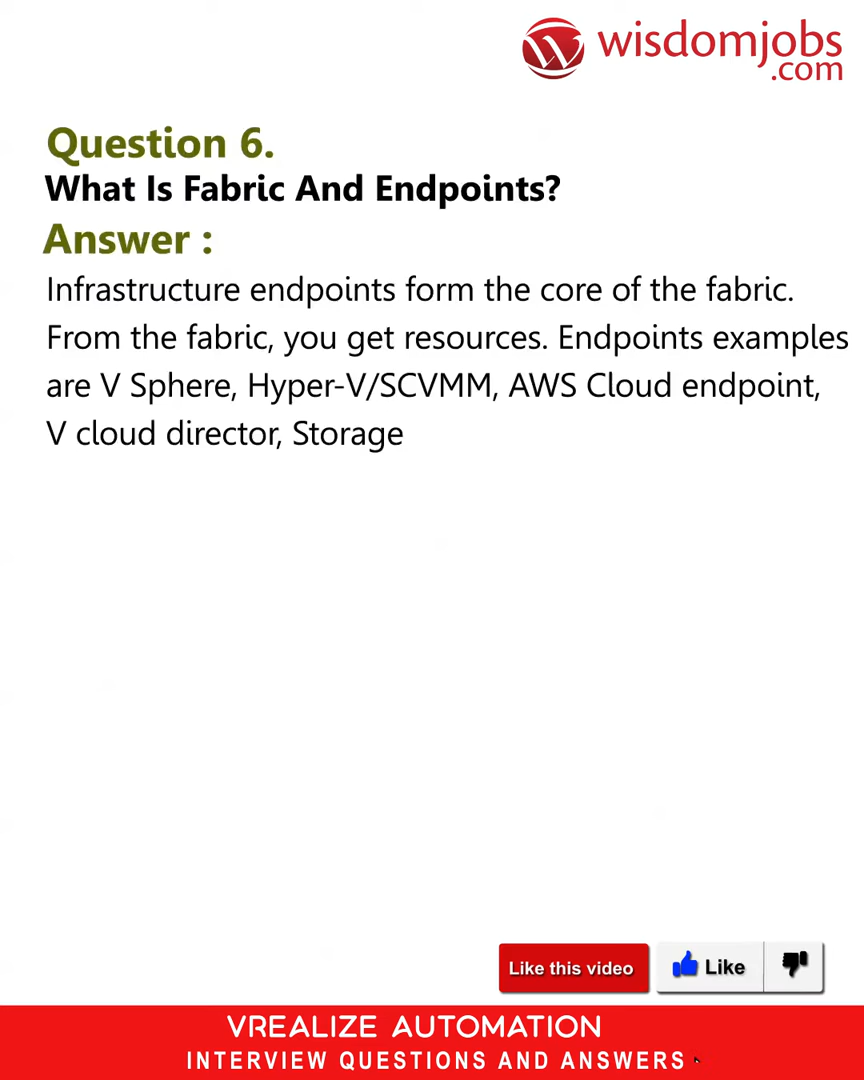 wisdomjobs
.com
Question 6.
What Is Fabric And Endpoints?
Answer :
Infrastructure endpoints form the core of the fabric.
From the fabric, you get resources. Endpoints examples
are V Sphere, Hyper-V/SCVMM, AWS Cloud endpoint,
V cloud director, Storage
Like this video
Like
VREALIZE AUTOMATION
INTERVIEW QUESTIONS AND ANSWERS